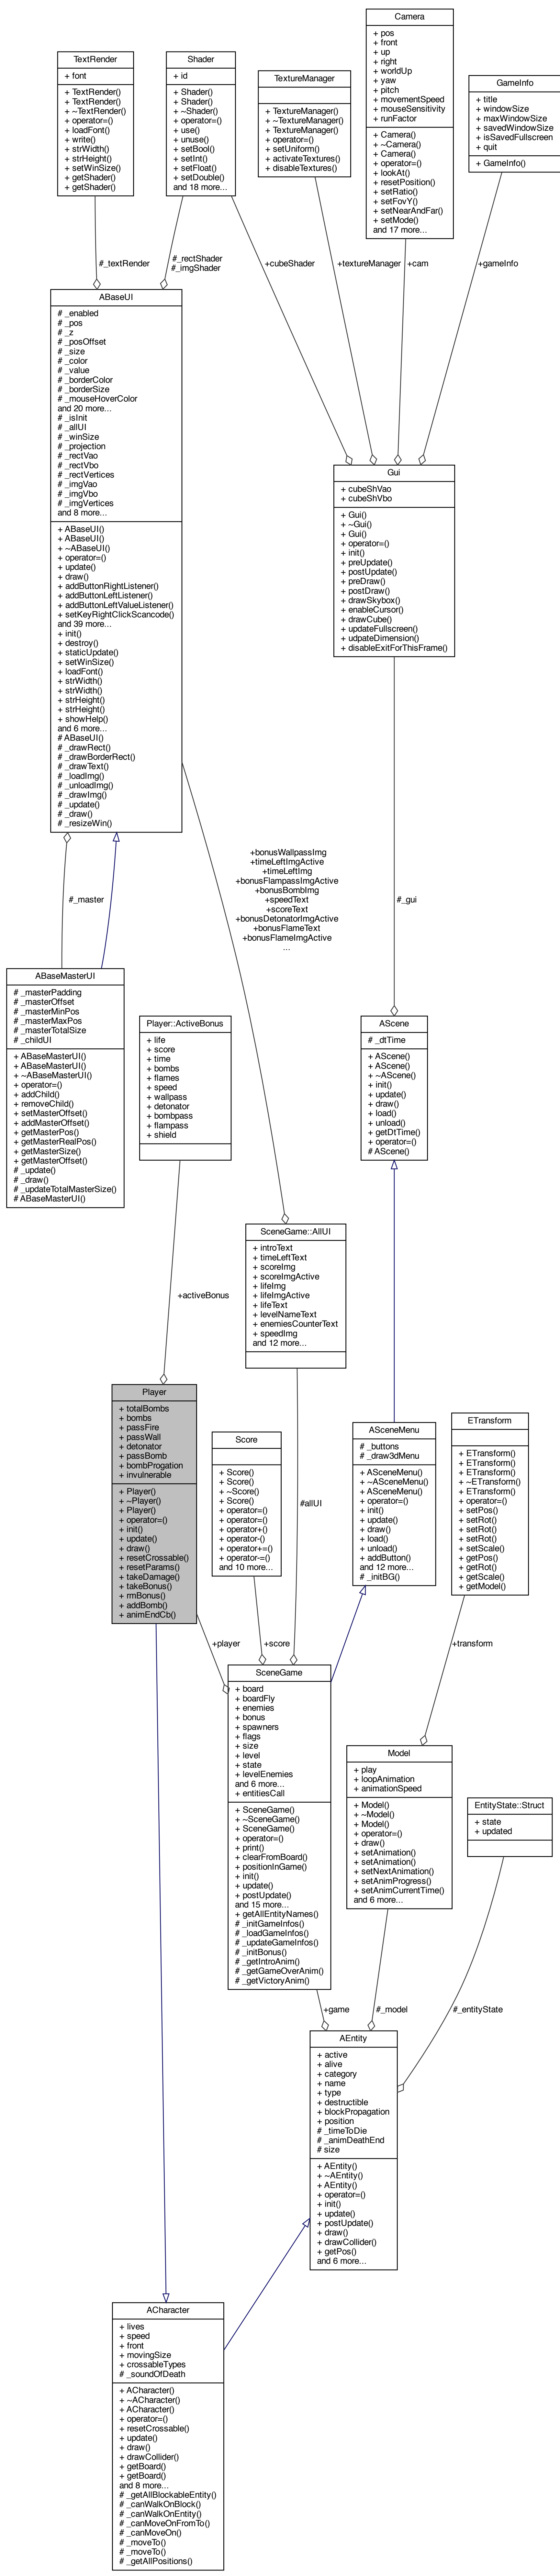 Camera
+ pos
+ front
+ up
+ right
+ worldUp
+ yaw
+ pitch
+ movementSpeed
+ mouseSensitivity
+ runFactor
+ Camera()
+ ~Camera()
+ Camera()
+ operator=()
+ lookAt()
+ resetPosition()
+ setRatio()
+ setFovY()
+ setNearAndFar()
+ setMode()
and 17 more...
TextRender
+ font
+ TextRender()
+ TextRender()
+ ~TextRender()
+ operator=()
+ loadFont()
+ write()
+ strWidth()
+ strHeight()
+ setWinSize()
+ getShader()
+ getShader()
Shader
+ id
+ Shader()
+ Shader()
+ ~Shader()
+ operator=()
+ use()
+ unuse()
+ setBool()
+ setInt()
+ setFloat()
+ setDouble()
and 18 more...
TextureManager
+ TextureManager()
+ ~TextureManager()
+ TextureManager()
+ operator=()
+ setUniform()
+ activateTextures()
+ disableTextures()
GameInfo
+ title
+ windowSize
+ maxWindowSize
+ savedWindowSize
+ isSavedFullscreen
+ quit
+ GameInfo()
#_textRender
#_rectShader
#_imgShader
+cubeShader
+textureManager
+cam
+gameInfo
ABaseUI
# _enabled
# _pos
# _z
# _posOffset
# _size
# _color
# _value
# _borderColor
# _borderSize
# _mouseHoverColor
and 20 more...
# _isInit
# _allUI
# _winSize
# _projection
# _rectVao
# _rectVbo
# _rectVertices
# _imgVao
# _imgVbo
# _imgVertices
and 8 more...
+ ABaseUI()
+ ABaseUI()
+ ~ABaseUI()
+ operator=()
+ update()
+ draw()
+ addButtonRightListener()
+ addButtonLeftListener()
+ addButtonLeftValueListener()
+ setKeyRightClickScancode()
and 39 more...
+ init()
+ destroy()
+ staticUpdate()
+ setWinSize()
+ loadFont()
+ strWidth()
+ strWidth()
+ strHeight()
+ strHeight()
+ showHelp()
and 6 more...
# ABaseUI()
# _drawRect()
# _drawBorderRect()
# _drawText()
# _loadImg()
# _unloadImg()
# _drawImg()
# _update()
# _draw()
# _resizeWin()
Gui
+ cubeShVao
+ cubeShVbo
+ Gui()
+ ~Gui()
+ Gui()
+ operator=()
+ init()
+ preUpdate()
+ postUpdate()
+ preDraw()
+ postDraw()
+ drawSkybox()
+ enableCursor()
+ drawCube()
+ updateFullscreen()
+ udpateDimension()
+ disableExitForThisFrame()
#_master
+bonusWallpassImg
+timeLeftImgActive
+timeLeftImg
+bonusFlampassImgActive
+bonusBombImg
+speedText
+scoreText
+bonusDetonatorImgActive
+bonusFlameText
+bonusFlameImgActive
...
#_gui
ABaseMasterUI
# _masterPadding
# _masterOffset
# _masterMinPos
# _masterMaxPos
# _masterTotalSize
# _childUI
+ ABaseMasterUI()
+ ABaseMasterUI()
+ ~ABaseMasterUI()
+ operator=()
+ addChild()
+ removeChild()
+ setMasterOffset()
+ addMasterOffset()
+ getMasterPos()
+ getMasterRealPos()
+ getMasterSize()
+ getMasterOffset()
# _update()
# _draw()
# _updateTotalMasterSize()
# ABaseMasterUI()
Player::ActiveBonus
+ life
+ score
+ time
+ bombs
+ flames
+ speed
+ wallpass
+ detonator
+ bombpass
+ flampass
+ shield
AScene
# _dtTime
+ AScene()
+ AScene()
+ ~AScene()
+ init()
+ update()
+ draw()
+ load()
+ unload()
+ getDtTime()
+ operator=()
# AScene()
+activeBonus
SceneGame::AllUI
+ introText
+ timeLeftText
+ scoreImg
+ scoreImgActive
+ lifeImg
+ lifeImgActive
+ lifeText
+ levelNameText
+ enemiesCounterText
+ speedImg
and 12 more...
Player
+ totalBombs
+ bombs
+ passFire
+ passWall
+ detonator
+ passBomb
+ bombProgation
+ invulnerable
+ Player()
+ ~Player()
+ Player()
+ operator=()
+ init()
+ update()
+ draw()
+ resetCrossable()
+ resetParams()
+ takeDamage()
+ takeBonus()
+ rmBonus()
+ addBomb()
+ animEndCb()
Score
+ Score()
+ Score()
+ ~Score()
+ Score()
+ operator=()
+ operator=()
+ operator+()
+ operator-()
+ operator+=()
+ operator-=()
and 10 more...
#allUI
ASceneMenu
# _buttons
# _draw3dMenu
+ ASceneMenu()
+ ~ASceneMenu()
+ ASceneMenu()
+ operator=()
+ init()
+ update()
+ draw()
+ load()
+ unload()
+ addButton()
and 12 more...
# _initBG()
ETransform
+ ETransform()
+ ETransform()
+ ETransform()
+ ~ETransform()
+ ETransform()
+ operator=()
+ setPos()
+ setRot()
+ setRot()
+ setRot()
+ setScale()
+ getPos()
+ getRot()
+ getScale()
+ getModel()
+player
+score
+transform
SceneGame
+ board
+ boardFly
+ enemies
+ bonus
+ spawners
+ flags
+ size
+ level
+ state
+ levelEnemies
and 6 more...
+ entitiesCall
+ SceneGame()
+ ~SceneGame()
+ SceneGame()
+ operator=()
+ print()
+ clearFromBoard()
+ positionInGame()
+ init()
+ update()
+ postUpdate()
and 15 more...
+ getAllEntityNames()
# _initGameInfos()
# _loadGameInfos()
# _updateGameInfos()
# _initBonus()
# _getIntroAnim()
# _getGameOverAnim()
# _getVictoryAnim()
Model
+ play
+ loopAnimation
+ animationSpeed
+ Model()
+ ~Model()
+ Model()
+ operator=()
+ draw()
+ setAnimation()
+ setAnimation()
+ setNextAnimation()
+ setAnimProgress()
+ setAnimCurrentTime()
and 6 more...
EntityState::Struct
+ state
+ updated
+game
#_model
#_entityState
AEntity
+ active
+ alive
+ category
+ name
+ type
+ destructible
+ blockPropagation
+ position
# _timeToDie
# _animDeathEnd
# size
+ AEntity()
+ ~AEntity()
+ AEntity()
+ operator=()
+ init()
+ update()
+ postUpdate()
+ draw()
+ drawCollider()
+ getPos()
and 6 more...
ACharacter
+ lives
+ speed
+ front
+ movingSize
+ crossableTypes
# _soundOfDeath
+ ACharacter()
+ ~ACharacter()
+ ACharacter()
+ operator=()
+ resetCrossable()
+ update()
+ draw()
+ drawCollider()
+ getBoard()
+ getBoard()
and 8 more...
# _getAllBlockableEntity()
# _canWalkOnBlock()
# _canWalkOnEntity()
# _canMoveOnFromTo()
# _canMoveOn()
# _moveTo()
# _moveTo()
# _getAllPositions()